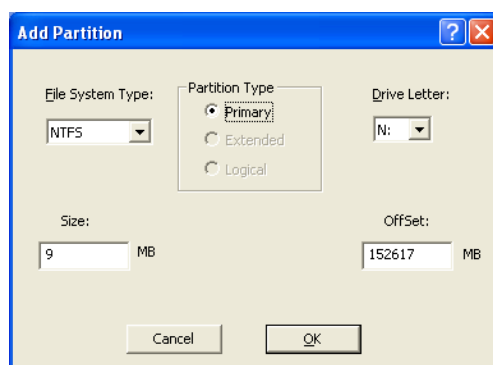 Add Partition
File System Type:
NTFS
Partition Type
Primary
Extended
Logical
Drive Letter:
N:
Size:
9 MB
OffSet:
152617 MB
Cancel
OK